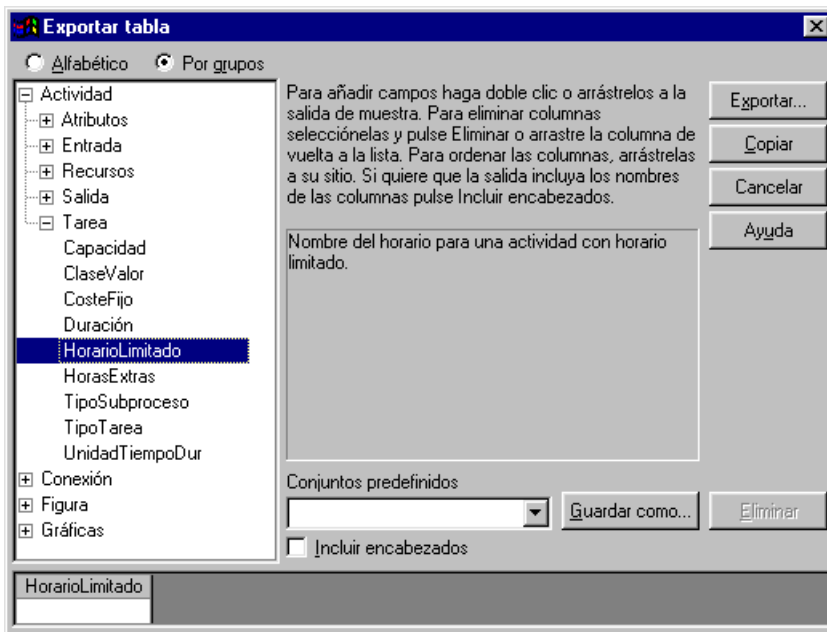 Exportar tabla
Alfabético
Por grupos
Actividad
Atributos
Entrada
Recursos
Salida
Tarea
Capacidad
ClaseValor
CosteFijo
Duración
HorarioLimitado
HorasExtras
TipoSubproceso
TipoTarea
UnidadTiempoDur
Conexión
Figura
Gráficas
Para añadir campos haga doble clic o arrástrelos a la
salida de muestra. Para eliminar columnas
selecciónelas y pulse Eliminar o arrastre la columna de
vuelta a la lista. Para ordenar las columnas, arrástrelas
a su sitio. Si quiere que la salida incluya los nombres
de las columnas pulse Incluir encabezados.
Nombre del horario para una actividad con horario
limitado.
Conjuntos predefinidos
Guardar como...
Incluir encabezados
Exportar...
Copiar
Cancelar
Ayuda
Eliminar
HorarioLimitado